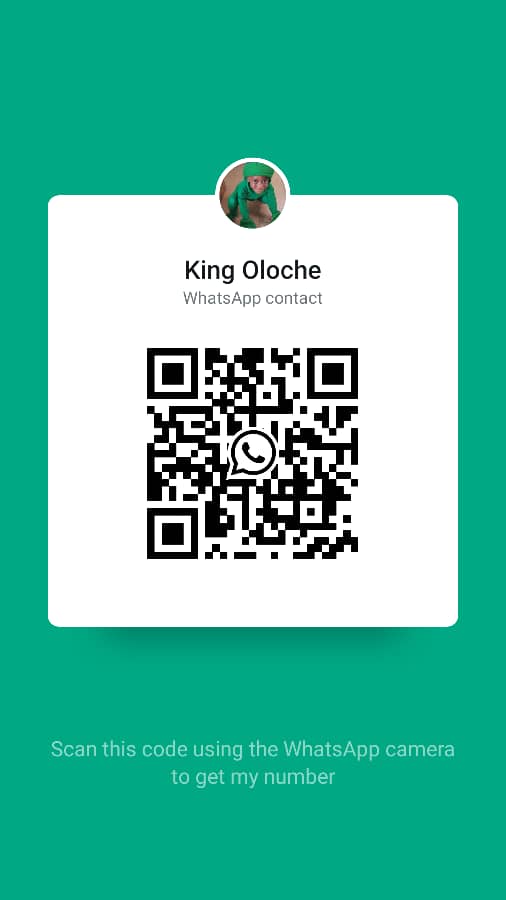 King Oloche
WhatsApp contact
Scan this code using the WhatsApp camera
to get my number